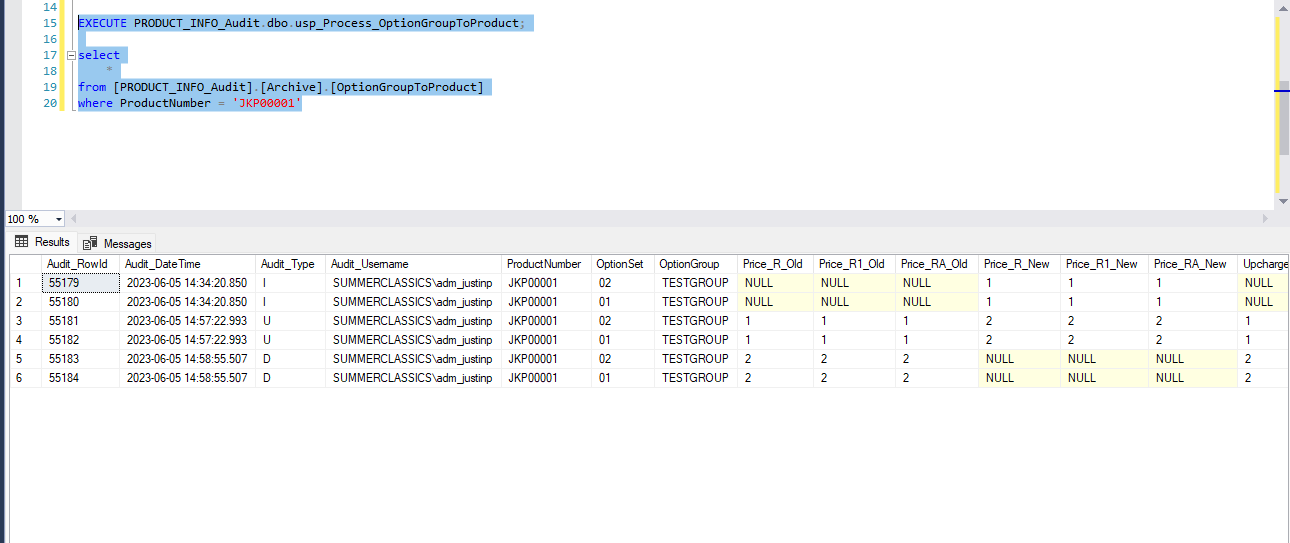 14
15 EXECUTE PRODUCT_INFO_Audit.dbo.usp_Process_OptionGroupToProduct;
16
17 select
18 *
19 from [PRODUCT_INFO_Audit].[Archive].[OptionGroupToProduct]
20 where ProductNumber = 'JKP00001'
100 %
Results Messages
Audit_RowId Audit_DateTime Audit_Type Audit_Username ProductNumber OptionSet OptionGroup Price_R_Old Price_R1_Old Price_RA_Old Price_R_New Price_R1_New Price_RA_New Upcharge
1 55179 2023-06-05 14:34:20.850 I SUMMERCLASSICS\adm_justinp JKP00001 02 TESTGROUP NULL NULL NULL 1 1 1 NULL
2 55180 2023-06-05 14:34:20.850 I SUMMERCLASSICS\adm_justinp JKP00001 01 TESTGROUP NULL NULL NULL 1 1 1 NULL
3 55181 2023-06-05 14:57:22.993 U SUMMERCLASSICS\adm_justinp JKP00001 02 TESTGROUP 1 1 1 2 2 2 1
4 55182 2023-06-05 14:57:22.993 U SUMMERCLASSICS\adm_justinp JKP00001 01 TESTGROUP 1 1 1 2 2 2 1
5 55183 2023-06-05 14:58:55.507 D SUMMERCLASSICS\adm_justinp JKP00001 02 TESTGROUP 2 2 2 NULL NULL NULL 2
6 55184 2023-06-05 14:58:55.507 D SUMMERCLASSICS\adm_justinp JKP00001 01 TESTGROUP 2 2 2 NULL NULL NULL 2